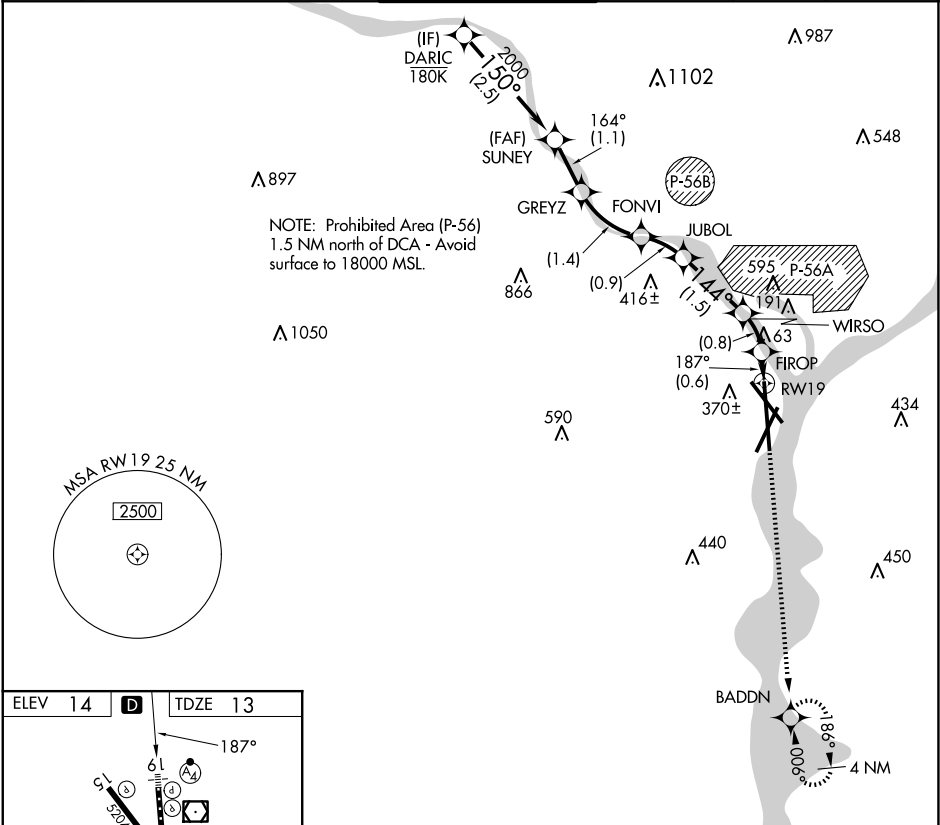 987
(IF)
DARIC
180K
2000
150°
(2.5)
1102
164°
(1.1)
548
(FAF)
SUNEY
897
P-56B
GREYZ
FONVI
NOTE: Prohibited Area (P-56)
1.5 NM north of DCA - Avoid
surface to 18000 MSL.
JUBOL
(1.4)
866
(0.9)
416±
144°
(1.5)
595
P-56A
191
WIRSO
1050
(0.8)
63
187°
(0.6)
FIROP
RW19
370±
590
434
MSA RW19 25 NM
2500
440
450
BADDN
186°
006°
4 NM
ELEV 14
D
TDZE 13
187°
19
A4
15
P
P
P